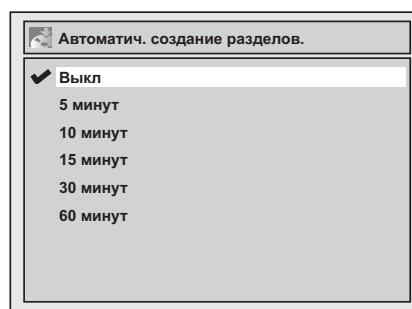 Автоматич. создание разделов.
Выкл
5 минут
10 минут
15 минут
30 минут
60 минут